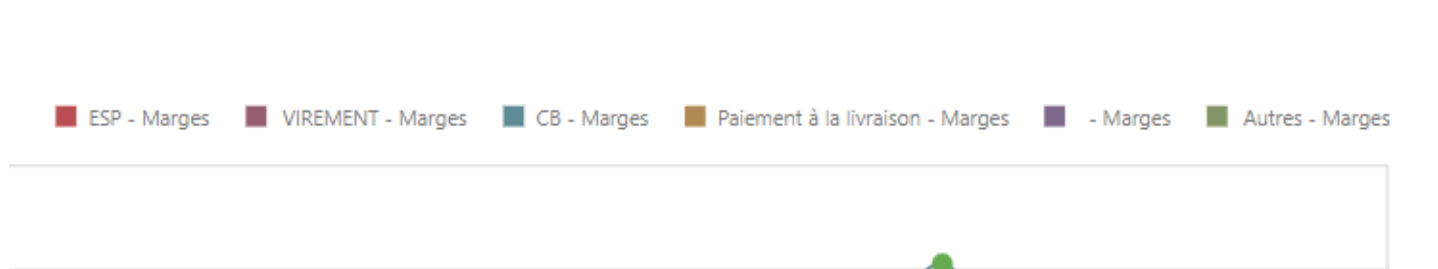 ESP - Marges VIREMENT - Marges CB - Marges Paiement à la livraison - Marges - Marges Autres - Marges